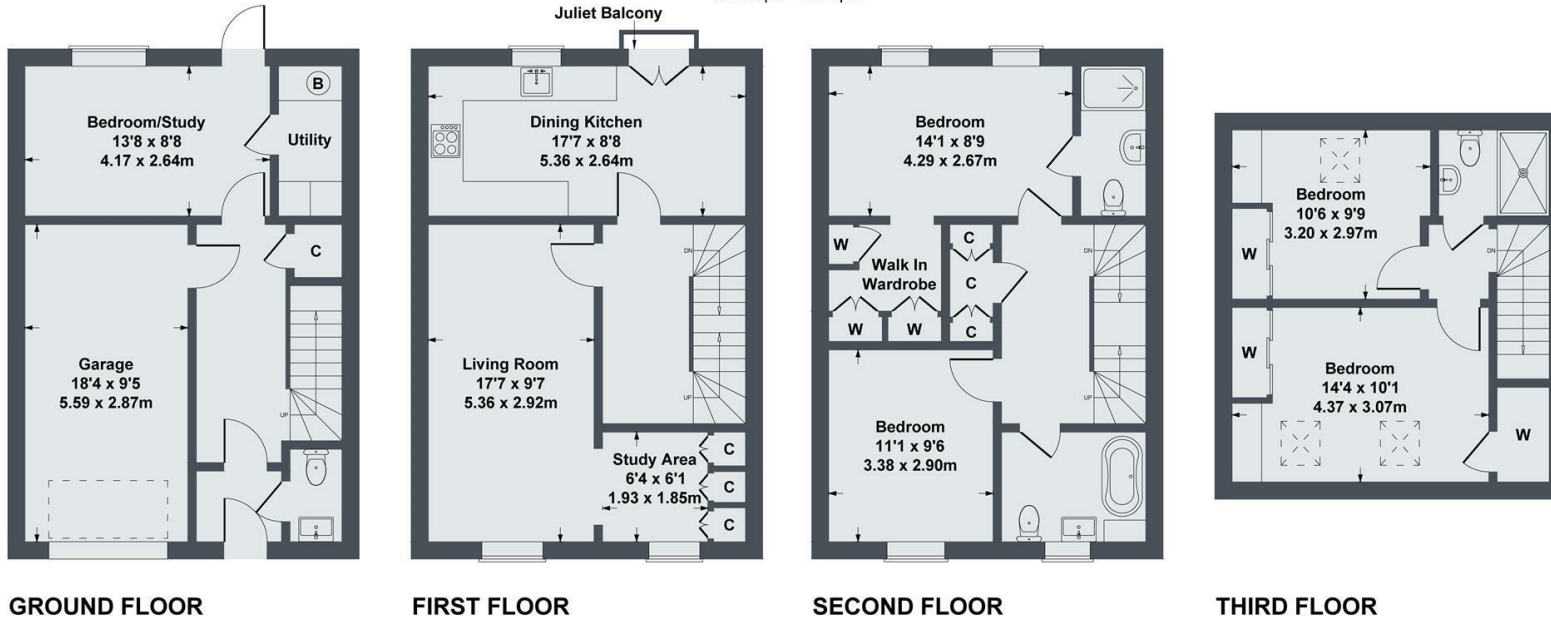 Juliet Balcony
Bedroom/Study
13'8 x 8'8
4.17 x 2.64m
B
Utility
C
Garage
18'4 x 9'5
5.59 x 2.87m
UP
GROUND FLOOR
Dining Kitchen
17'7 x 8'8
5.36 x 2.64m
DN
Living Room
17'7 x 9'7
5.36 x 2.92m
UP
Study Area
6'4 x 6'1
1.93 x 1.85m
C
C
C
FIRST FLOOR
Bedroom
14'1 x 8'9
4.29 x 2.67m
W
Walk In
Wardrobe
W
W
C
C
C
DN
UP
Bedroom
11'1 x 9'6
3.38 x 2.90m
SECOND FLOOR
Bedroom
10'6 x 9'9
3.20 x 2.97m
W
DN
W
Bedroom
14'4 x 10'1
4.37 x 3.07m
W
THIRD FLOOR